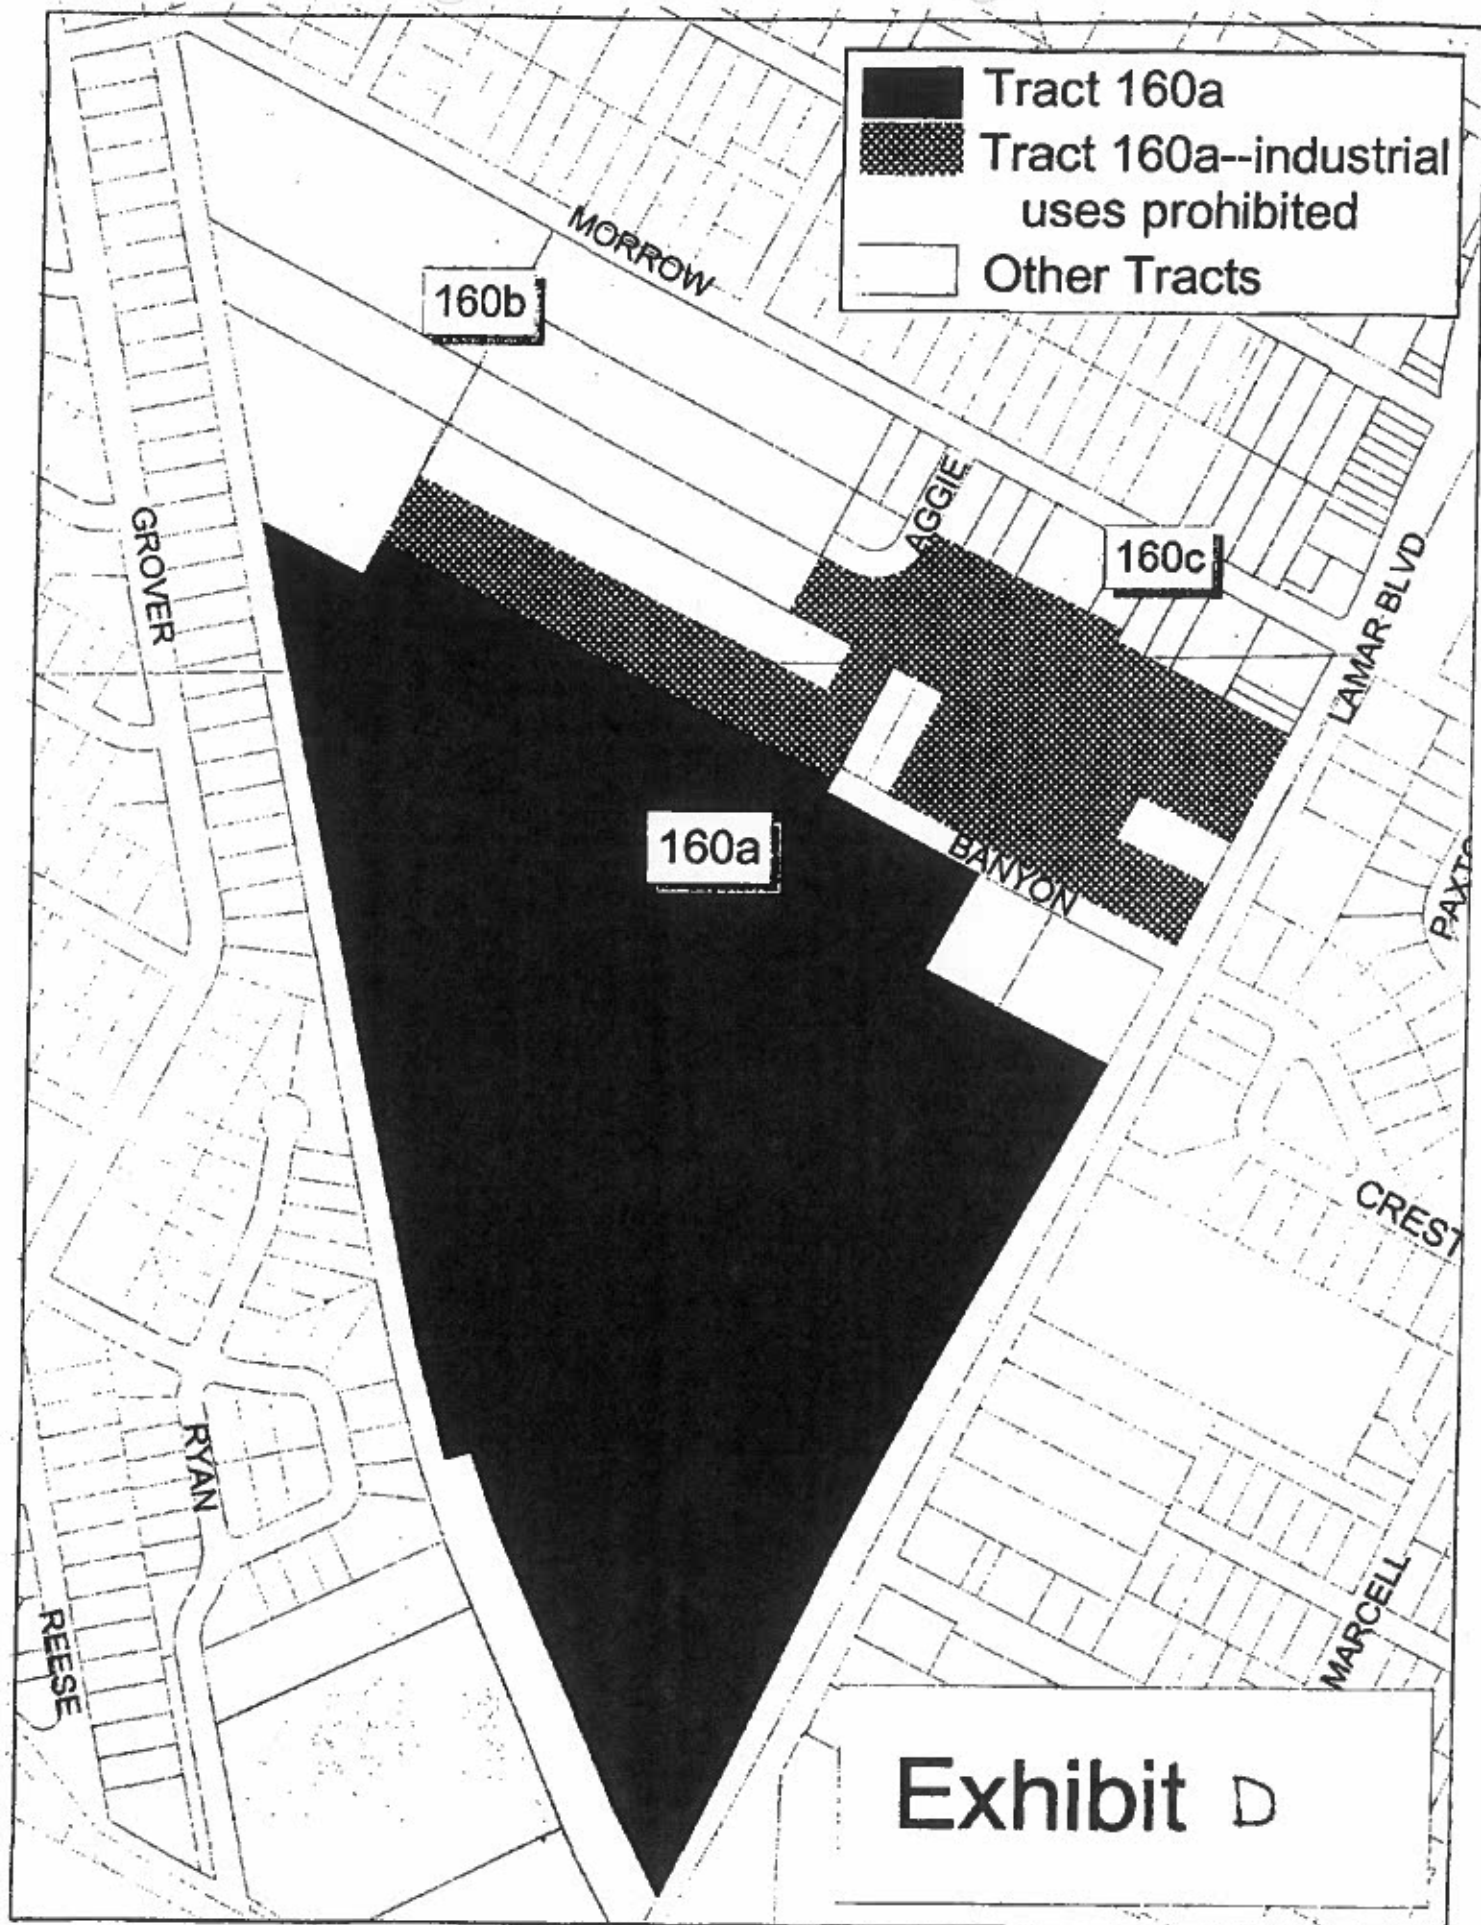 Tract 160a
Tract 160a--industrial
uses prohibited
Other Tracts
MORROW
160b
AGGIE
GROVER
160c
LAMAR BLVD
160a
BANYON
CREST
RYAN
MARCELL
REESE
Exhibit D